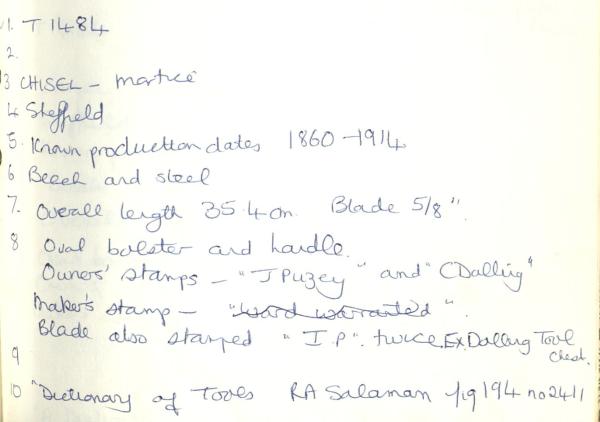 1. T 1484
2.
3 CHISEL - Mortice
4 Sheffield
5. Known production dates 1860-1914
6 Beech and steel
7. Overall length 35.4cm. Blade 5/8".
8 Oval bolster and handle.
Owners' stamps - "J Puzey" and "C Dalling"
Maker's stamp - "Ward warranted".
Blade also stamped "I.P". twice. Ex Dalling Tool
Chest.
9
10 "Dictionary of Tools RA Salaman fig 194 no 2411